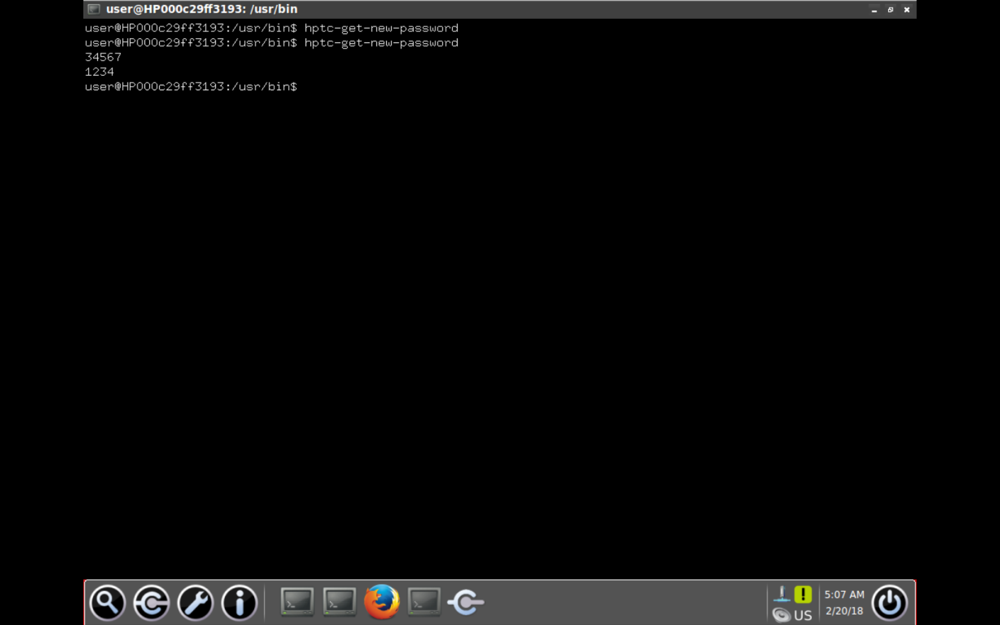 user@HP000c29ff3193: /usr/bin
user@HP000c29ff3193:/usr/bin$ hptc-get-new-password
user@HP000c29ff3193:/usr/bin$ hptc-get-new-password
34567
1234
user@HP000c29ff3193:/usr/bin$
5:07 AM
US 2/20/18